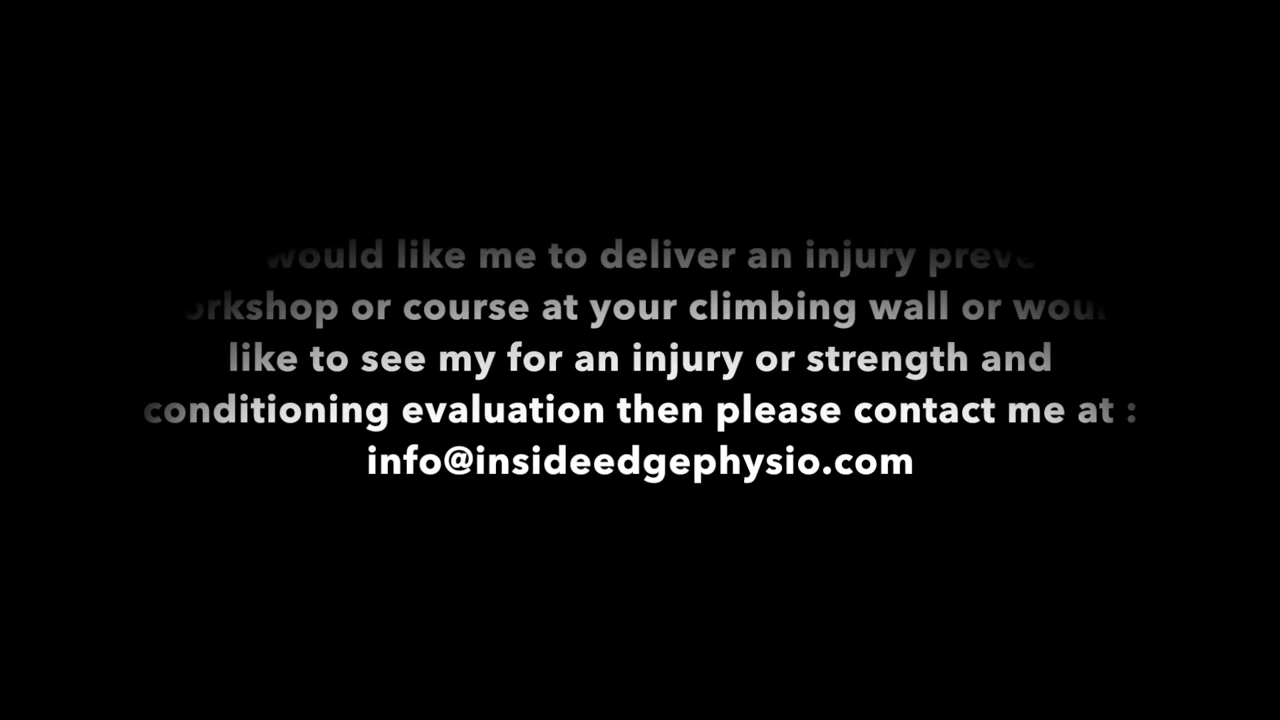 would like me to deliver an injury
workshop or course at your climbing wall or would
like to see my for an injury or strength and
conditioning evaluation then please contact me at :
info@insideedgephysio.com